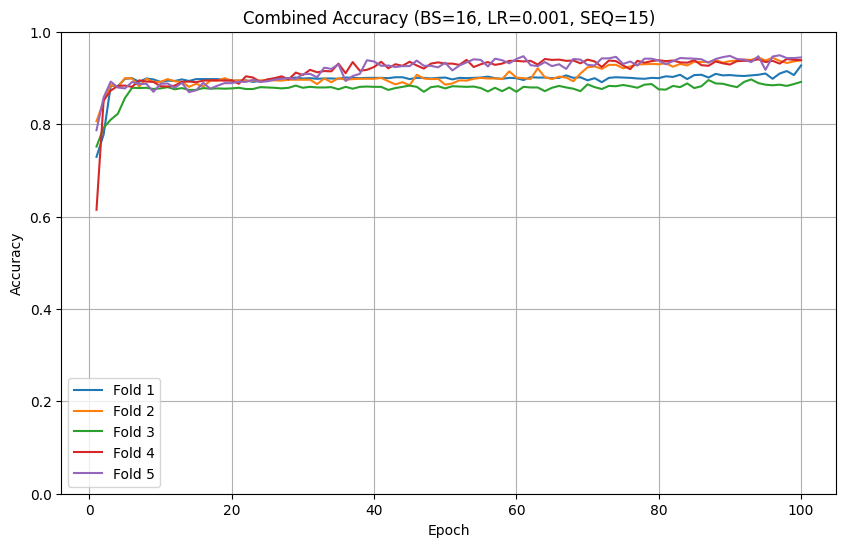 Combined Accuracy (BS=16, LR=0.001, SEQ=15)
1.0
0.8
0.6
0.4
0.2
0.0
Accuracy
Fold 1
Fold 2
Fold 3
Fold 4
Fold 5
0 20 40 60 80 100
Epoch